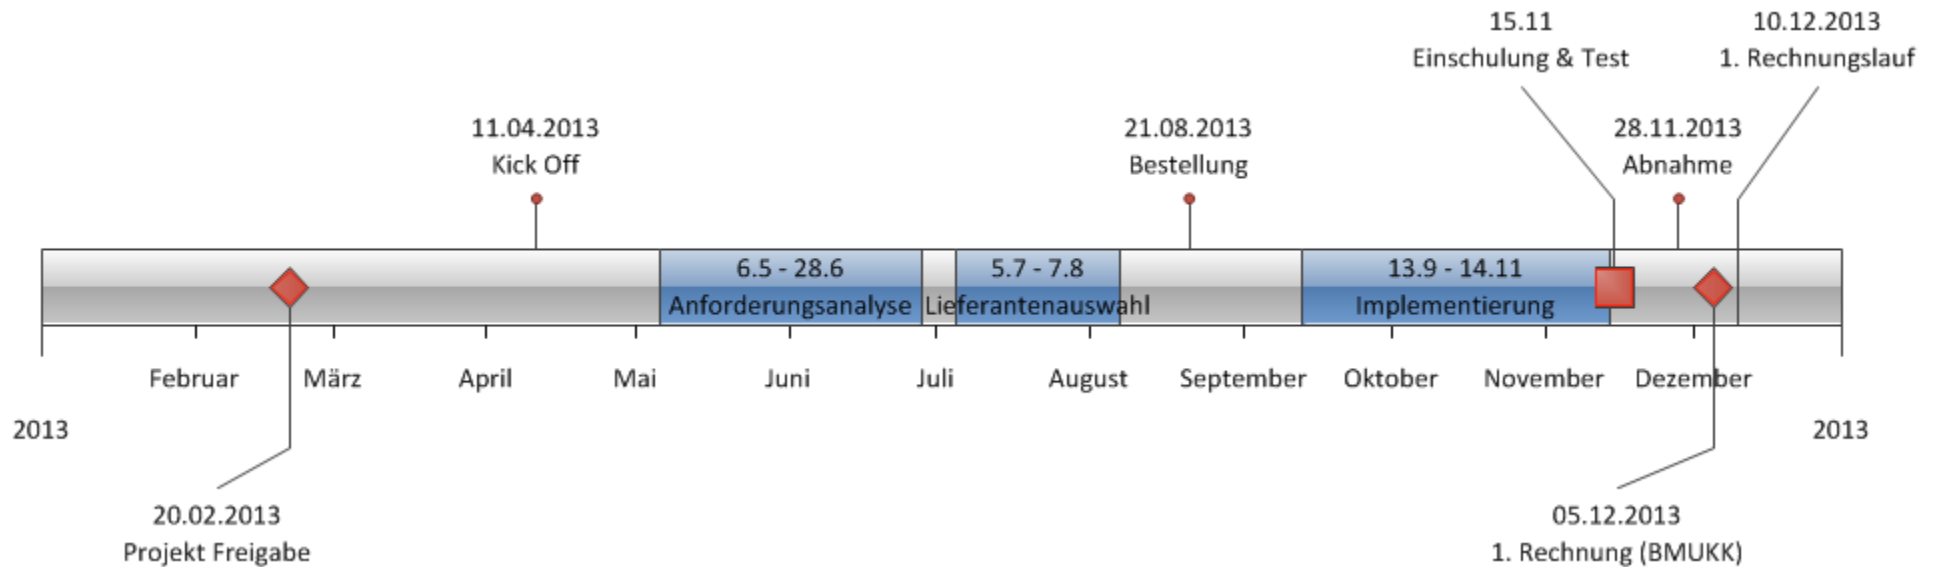 15.11
Einschulung & Test
10.12.2013
1. Rechnungslauf
11.04.2013
Kick Off
21.08.2013
Bestellung
28.11.2013
Abnahme
6.5 - 28.6
Anforderungsanalyse
5.7 - 7.8
Lieferantenauswahl
13.9 - 14.11
Implementierung
Februar
März
April
Mai
Juni
Juli
August
September
Oktober
November
Dezember
2013
2013
20.02.2013
Projekt Freigabe
05.12.2013
1. Rechnung (BMUKK)